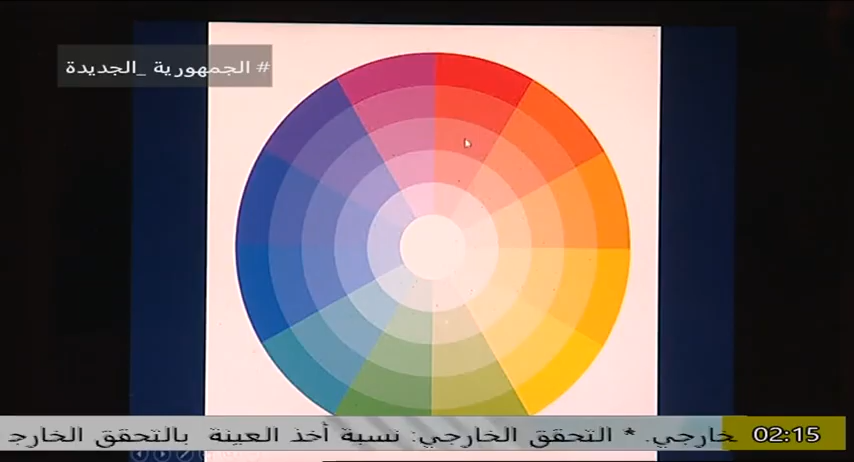 # الجمهورية _الجديدة
خارجي. * التحقق الخارجي: نسبة أخذ العينة بالتحقق الخارج
02:15